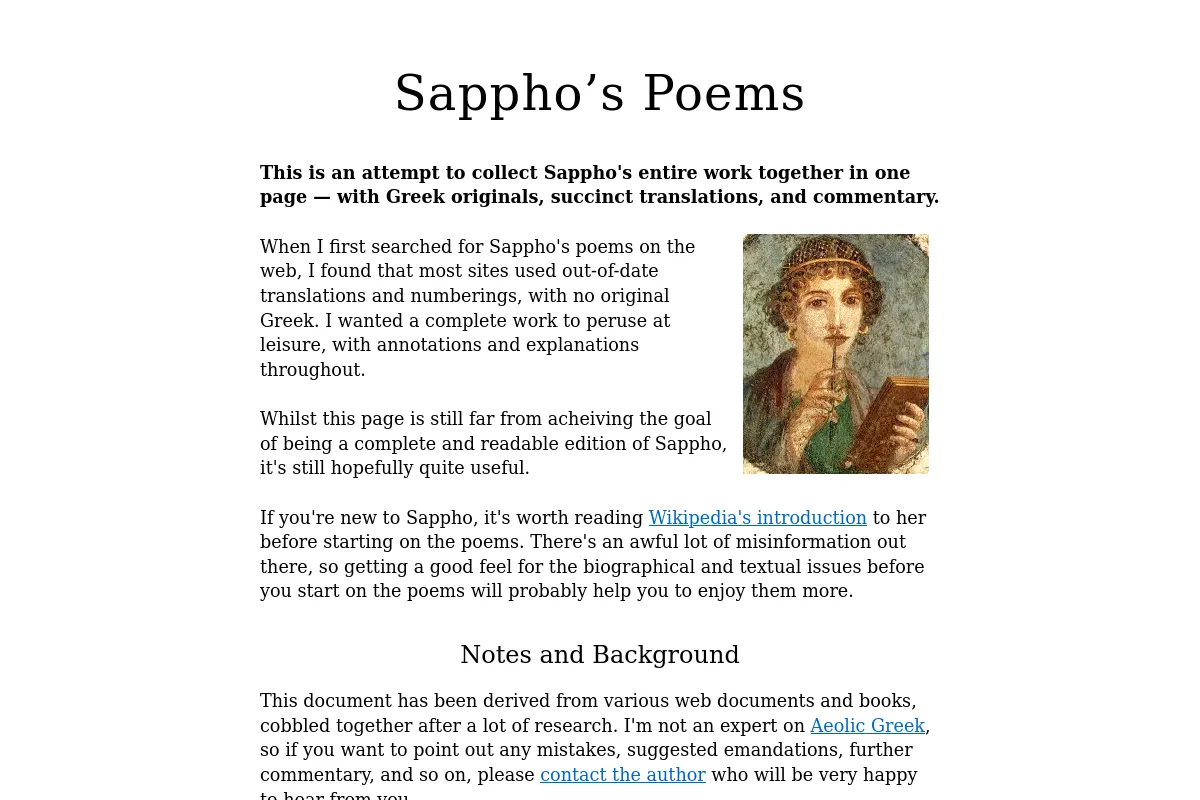 Sappho’s Poems
This is an attempt to collect Sappho's entire work together in one
page — with Greek originals, succinct translations, and commentary.
When I first searched for Sappho's poems on the
web, I found that most sites used out-of-date
translations and numberings, with no original
Greek. I wanted a complete work to peruse at
leisure, with annotations and explanations
throughout.
Whilst this page is still far from acheiving the goal
of being a complete and readable edition of Sappho,
it's still hopefully quite useful.
If you're new to Sappho, it's worth reading Wikipedia's introduction to her
before starting on the poems. There's an awful lot of misinformation out
there, so getting a good feel for the biographical and textual issues before
you start on the poems will probably help you to enjoy them more.
Notes and Background
This document has been derived from various web documents and books,
cobbled together after a lot of research. I'm not an expert on Aeolic Greek,
so if you want to point out any mistakes, suggested emandations, further
commentary, and so on, please contact the author who will be very happy
to hear from you.